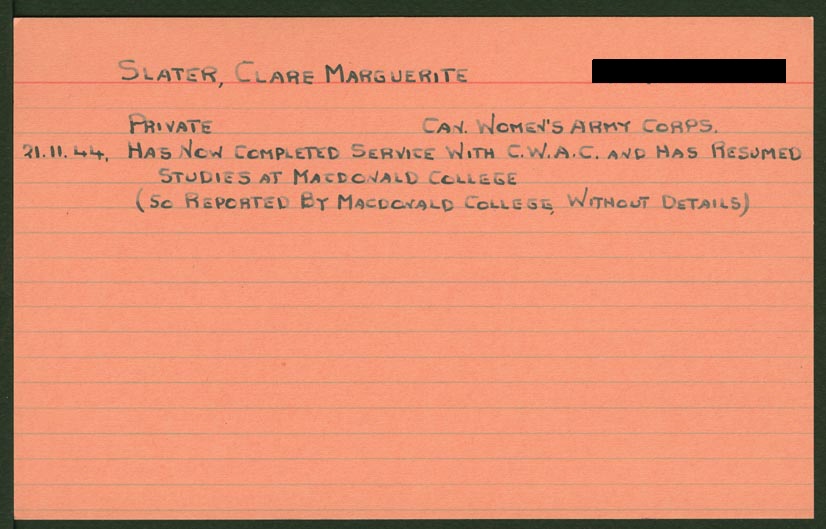 SLATER, CLARE MARGUERITE
PRIVATE CAN. WOMEN'S ARMY CORPS.
21.11.44. HAS NOW COMPLETED SERVICE WITH C.W.A.C. AND HAS RESUMED
STUDIES AT MACDONALD COLLEGE
(SO REPORTED BY MACDONALD COLLEGE, WITHOUT DETAILS)